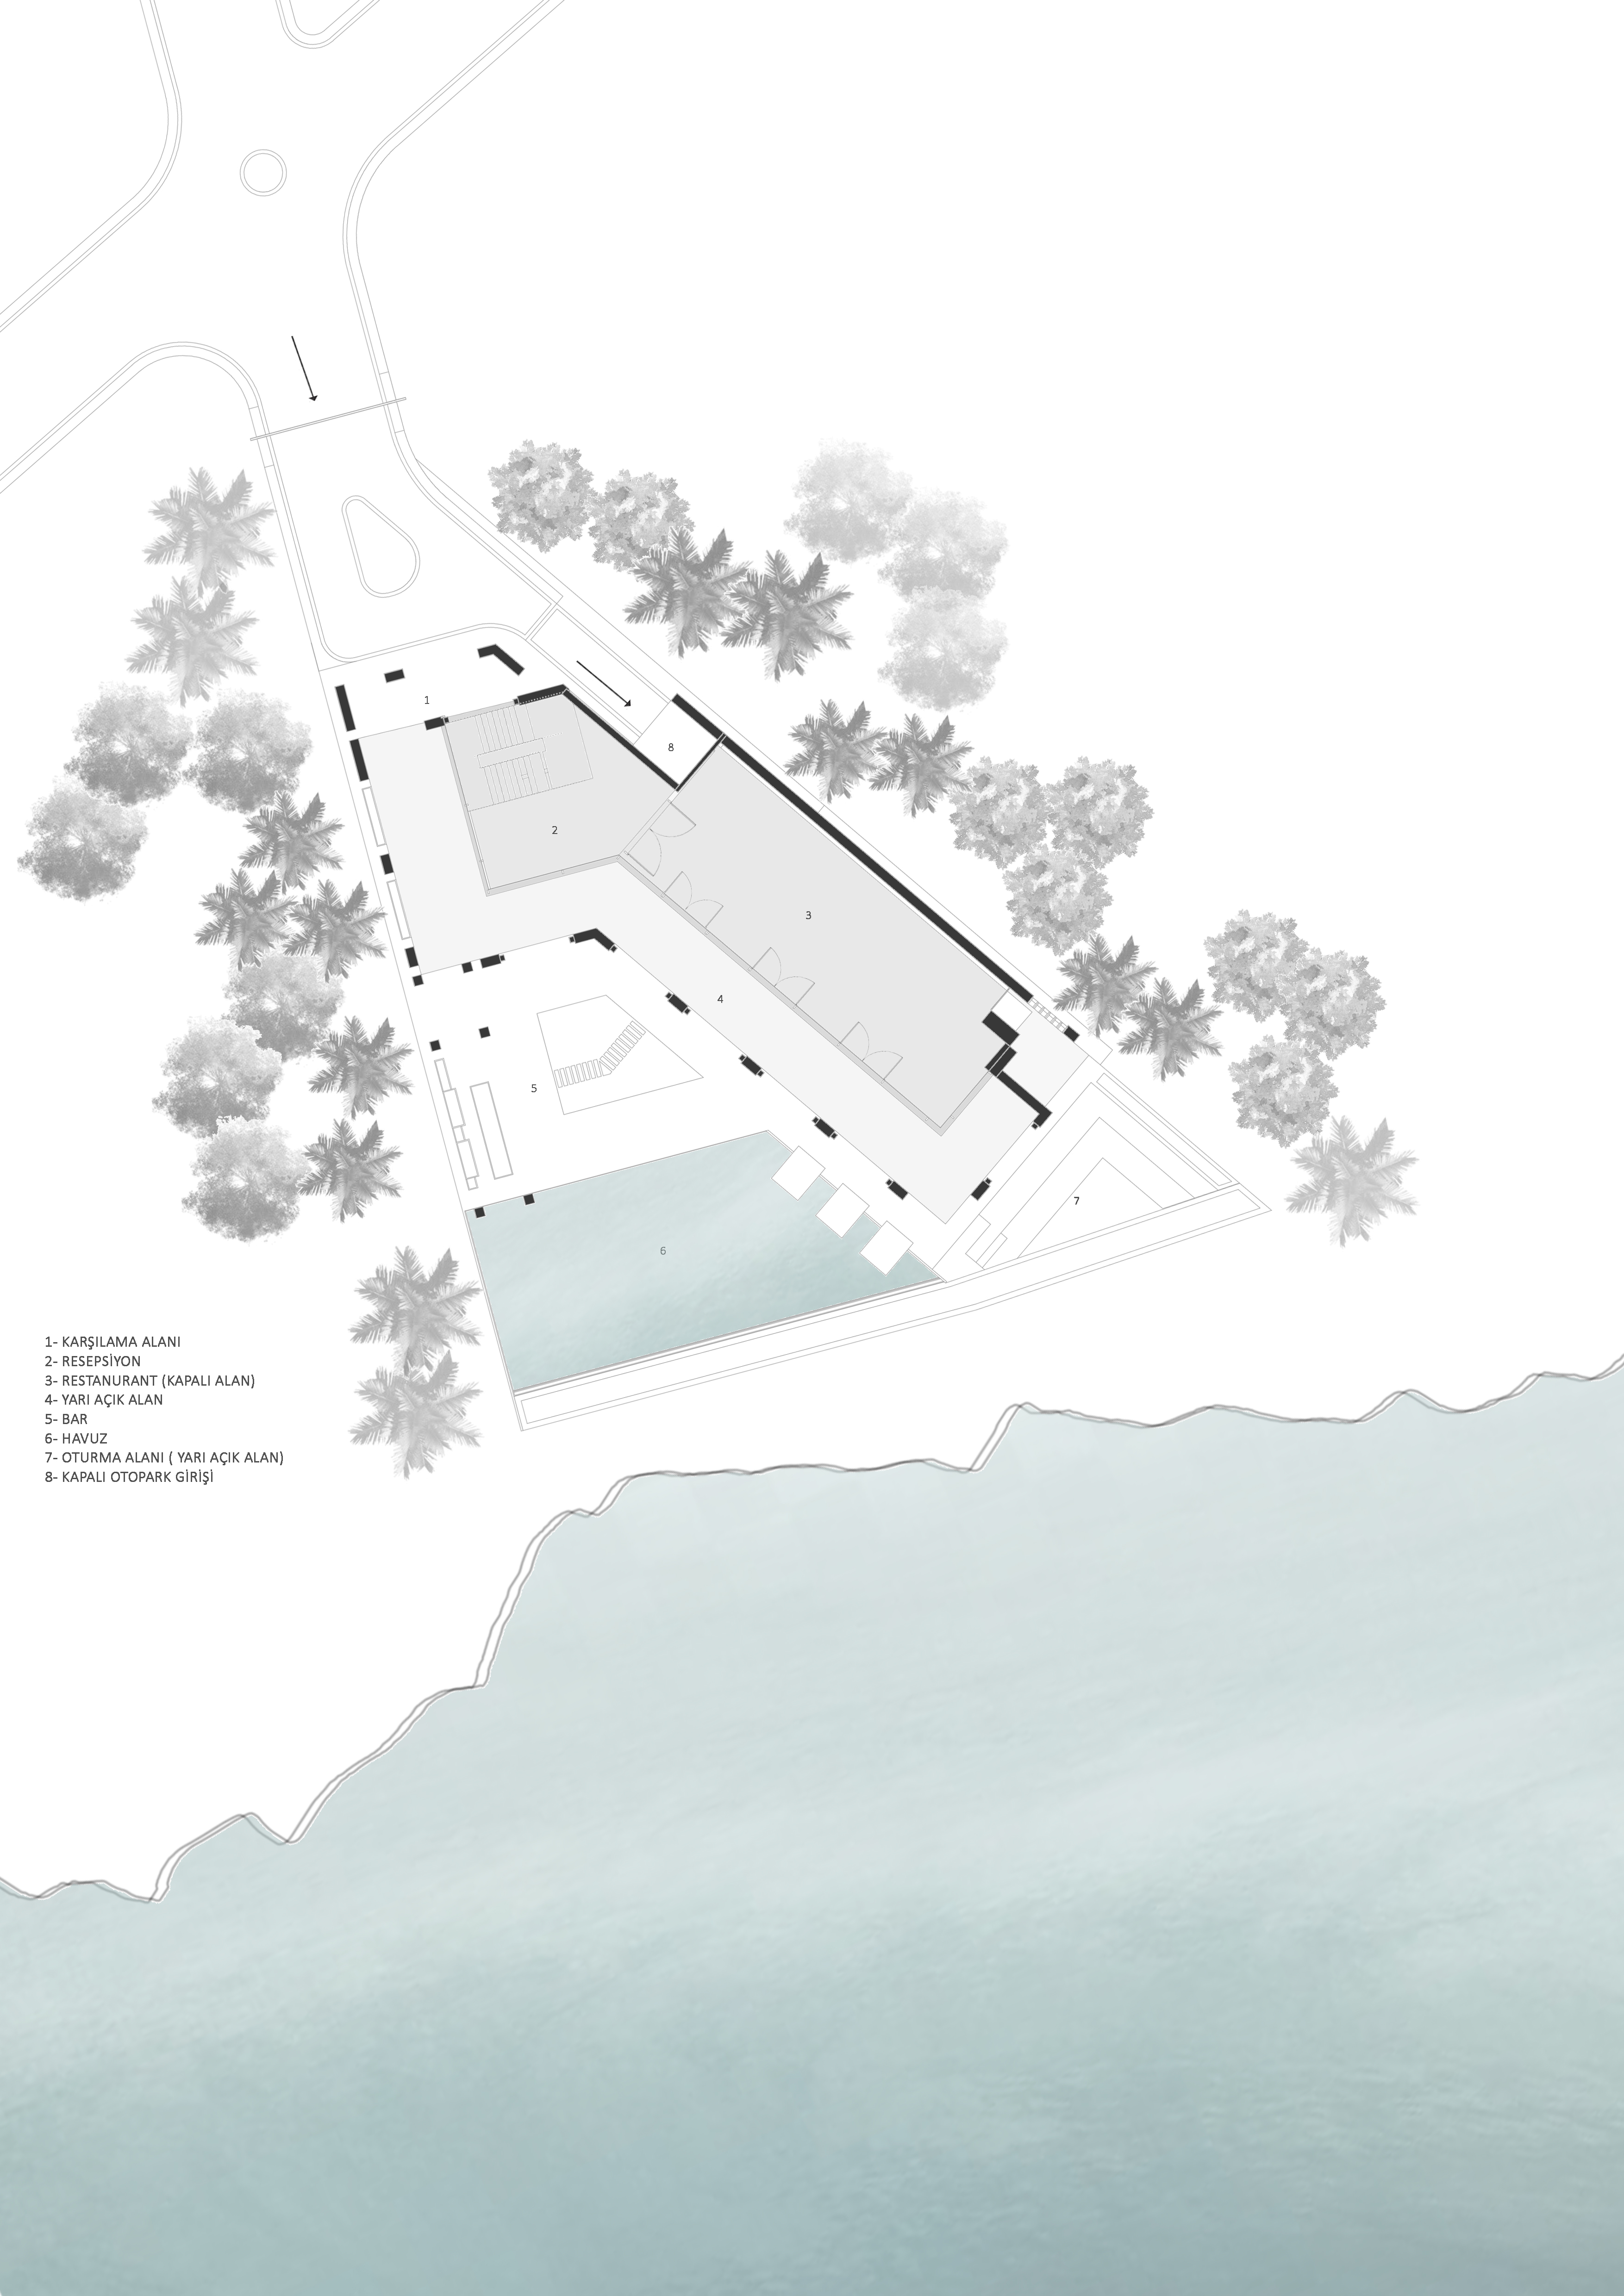 1
8
2
3
4
5
7
6
1- KARŞILAMA ALANI
2- RESEPSİYON
3- RESTANURANT (KAPALI ALAN)
4- YARI AÇIK ALAN
5- BAR
6- HAVUZ
7- OTURMA ALANI ( YARI AÇIK ALAN)
8- KAPALI OTOPARK GİRİŞİ